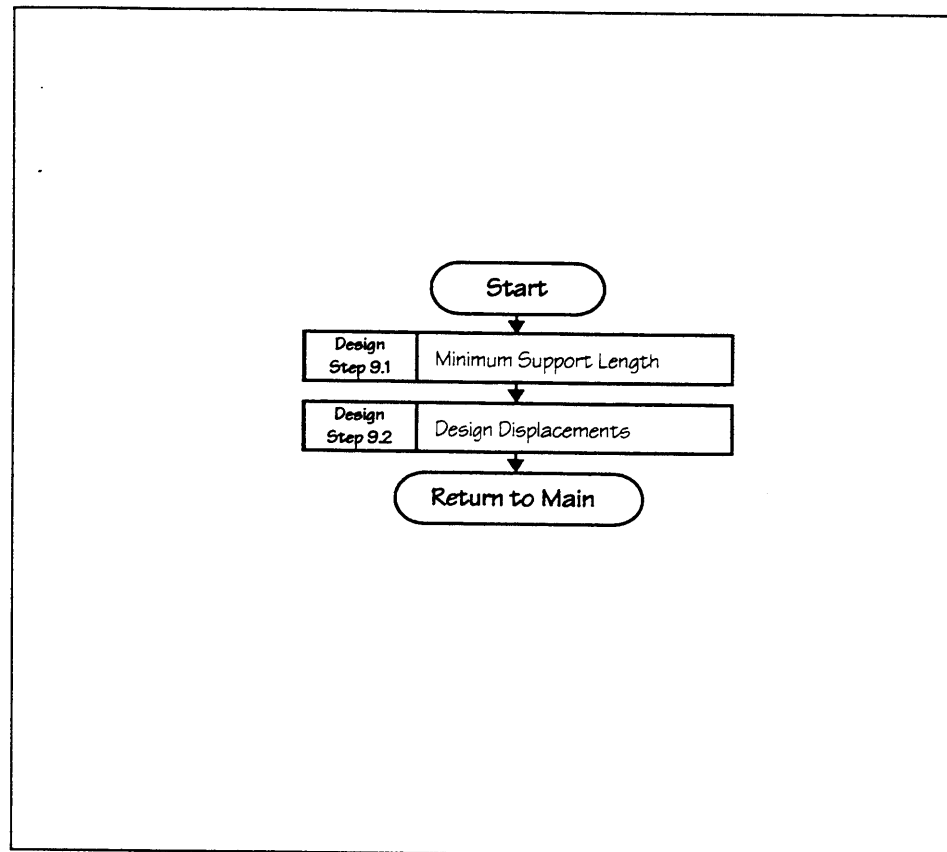 Start
Design
Step 9.1
Minimum Support Length
Design
Step 9.2
Design Displacements
Return to Main